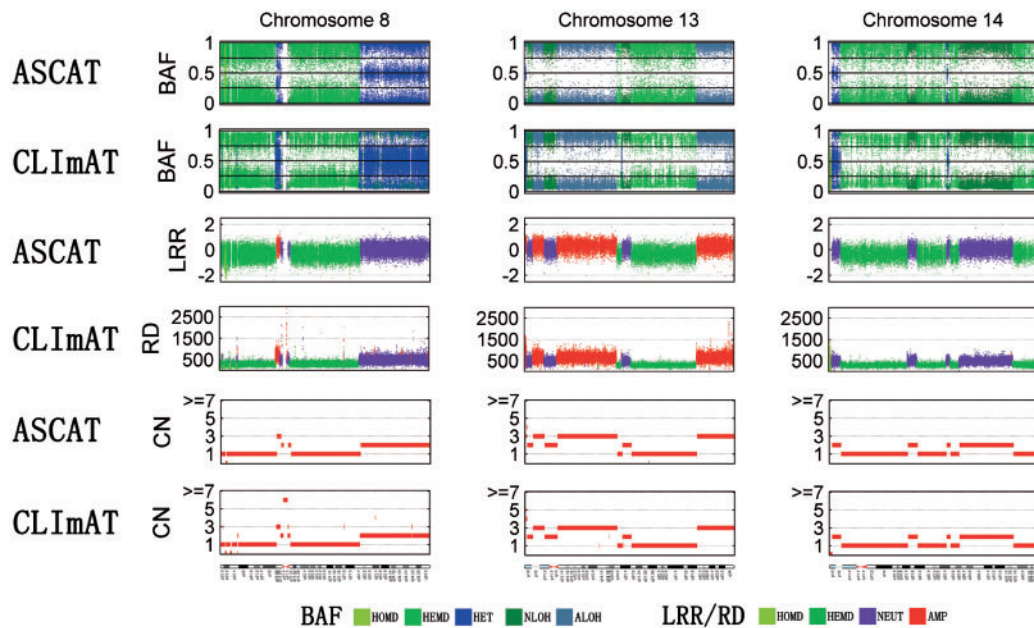 Chromosome 8 Chromosome 13 Chromosome 14
ASCAT BAF 1 0.5 0 1 0.5 0 1 0.5 0
CLImAT BAF 1 0.5 0 1 0.5 0 1 0.5 0
ASCAT LRR 2 0 -2 2 0 -2 2 0 -2
CLImAT RD 2500 1500 500 2500 1500 500 2500 1500 500
ASCAT CN >=7 5 3 1 >=7 5 3 1 >=7 5 3 1
CLImAT CN >=7 5 3 1 >=7 5 3 1 >=7 5 3 1
BAF HOMD HEMD HET NLOH ALOH LRR/RD HOMD HEMD NEUT AMP